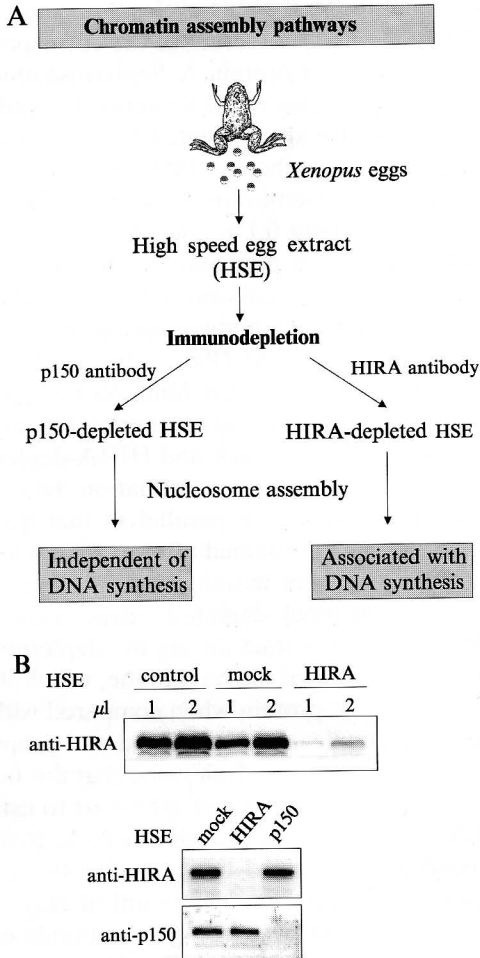 A
Chromatin assembly pathways
Xenopus eggs
High speed egg extract
(HSE)
Immunodepletion
p150 antibody
HIRA antibody
p150-depleted HSE
HIRA-depleted HSE
Nucleosome assembly
Independent of
DNA synthesis
Associated with
DNA synthesis
B
HSE control mock HIRA
µl 1 2 1 2 1 2
anti-HIRA
HSE mock HIRA p150
anti-HIRA
anti-p150